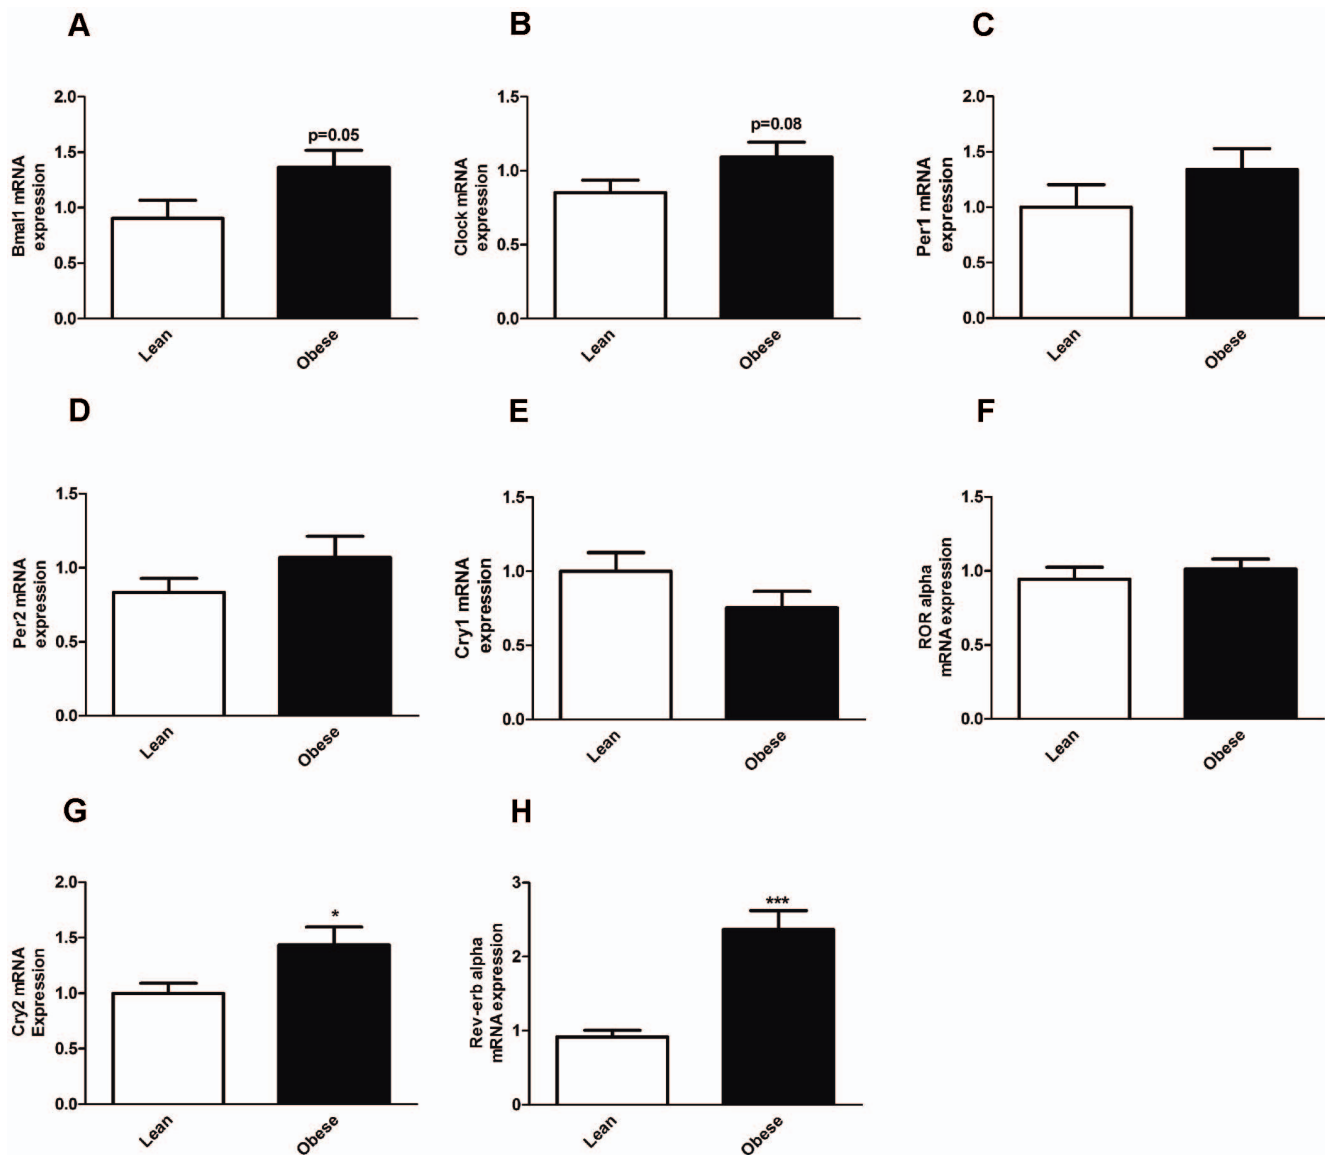 A
B
C
Bmal1 mRNA
expression
2.0
1.5
1.0
0.5
0.0
p=0.05
Lean
Obese
Clock mRNA
expression
1.5
1.0
0.5
0.0
p=0.08
Lean
Obese
Per1 mRNA
expression
2.0
1.5
1.0
0.5
0.0
Lean
Obese
D
E
F
Per2 mRNA
expression
1.5
1.0
0.5
0.0
Lean
Obese
Cry1 mRNA
expression
1.5
1.0
0.5
0.0
Lean
Obese
ROR alpha
mRNA expression
1.5
1.0
0.5
0.0
Lean
Obese
G
H
Cry2 mRNA
Expression
2.0
1.5
1.0
0.5
0.0
*
Lean
Obese
Rev-erb alpha
mRNA expression
3
2
1
0
***
Lean
Obese